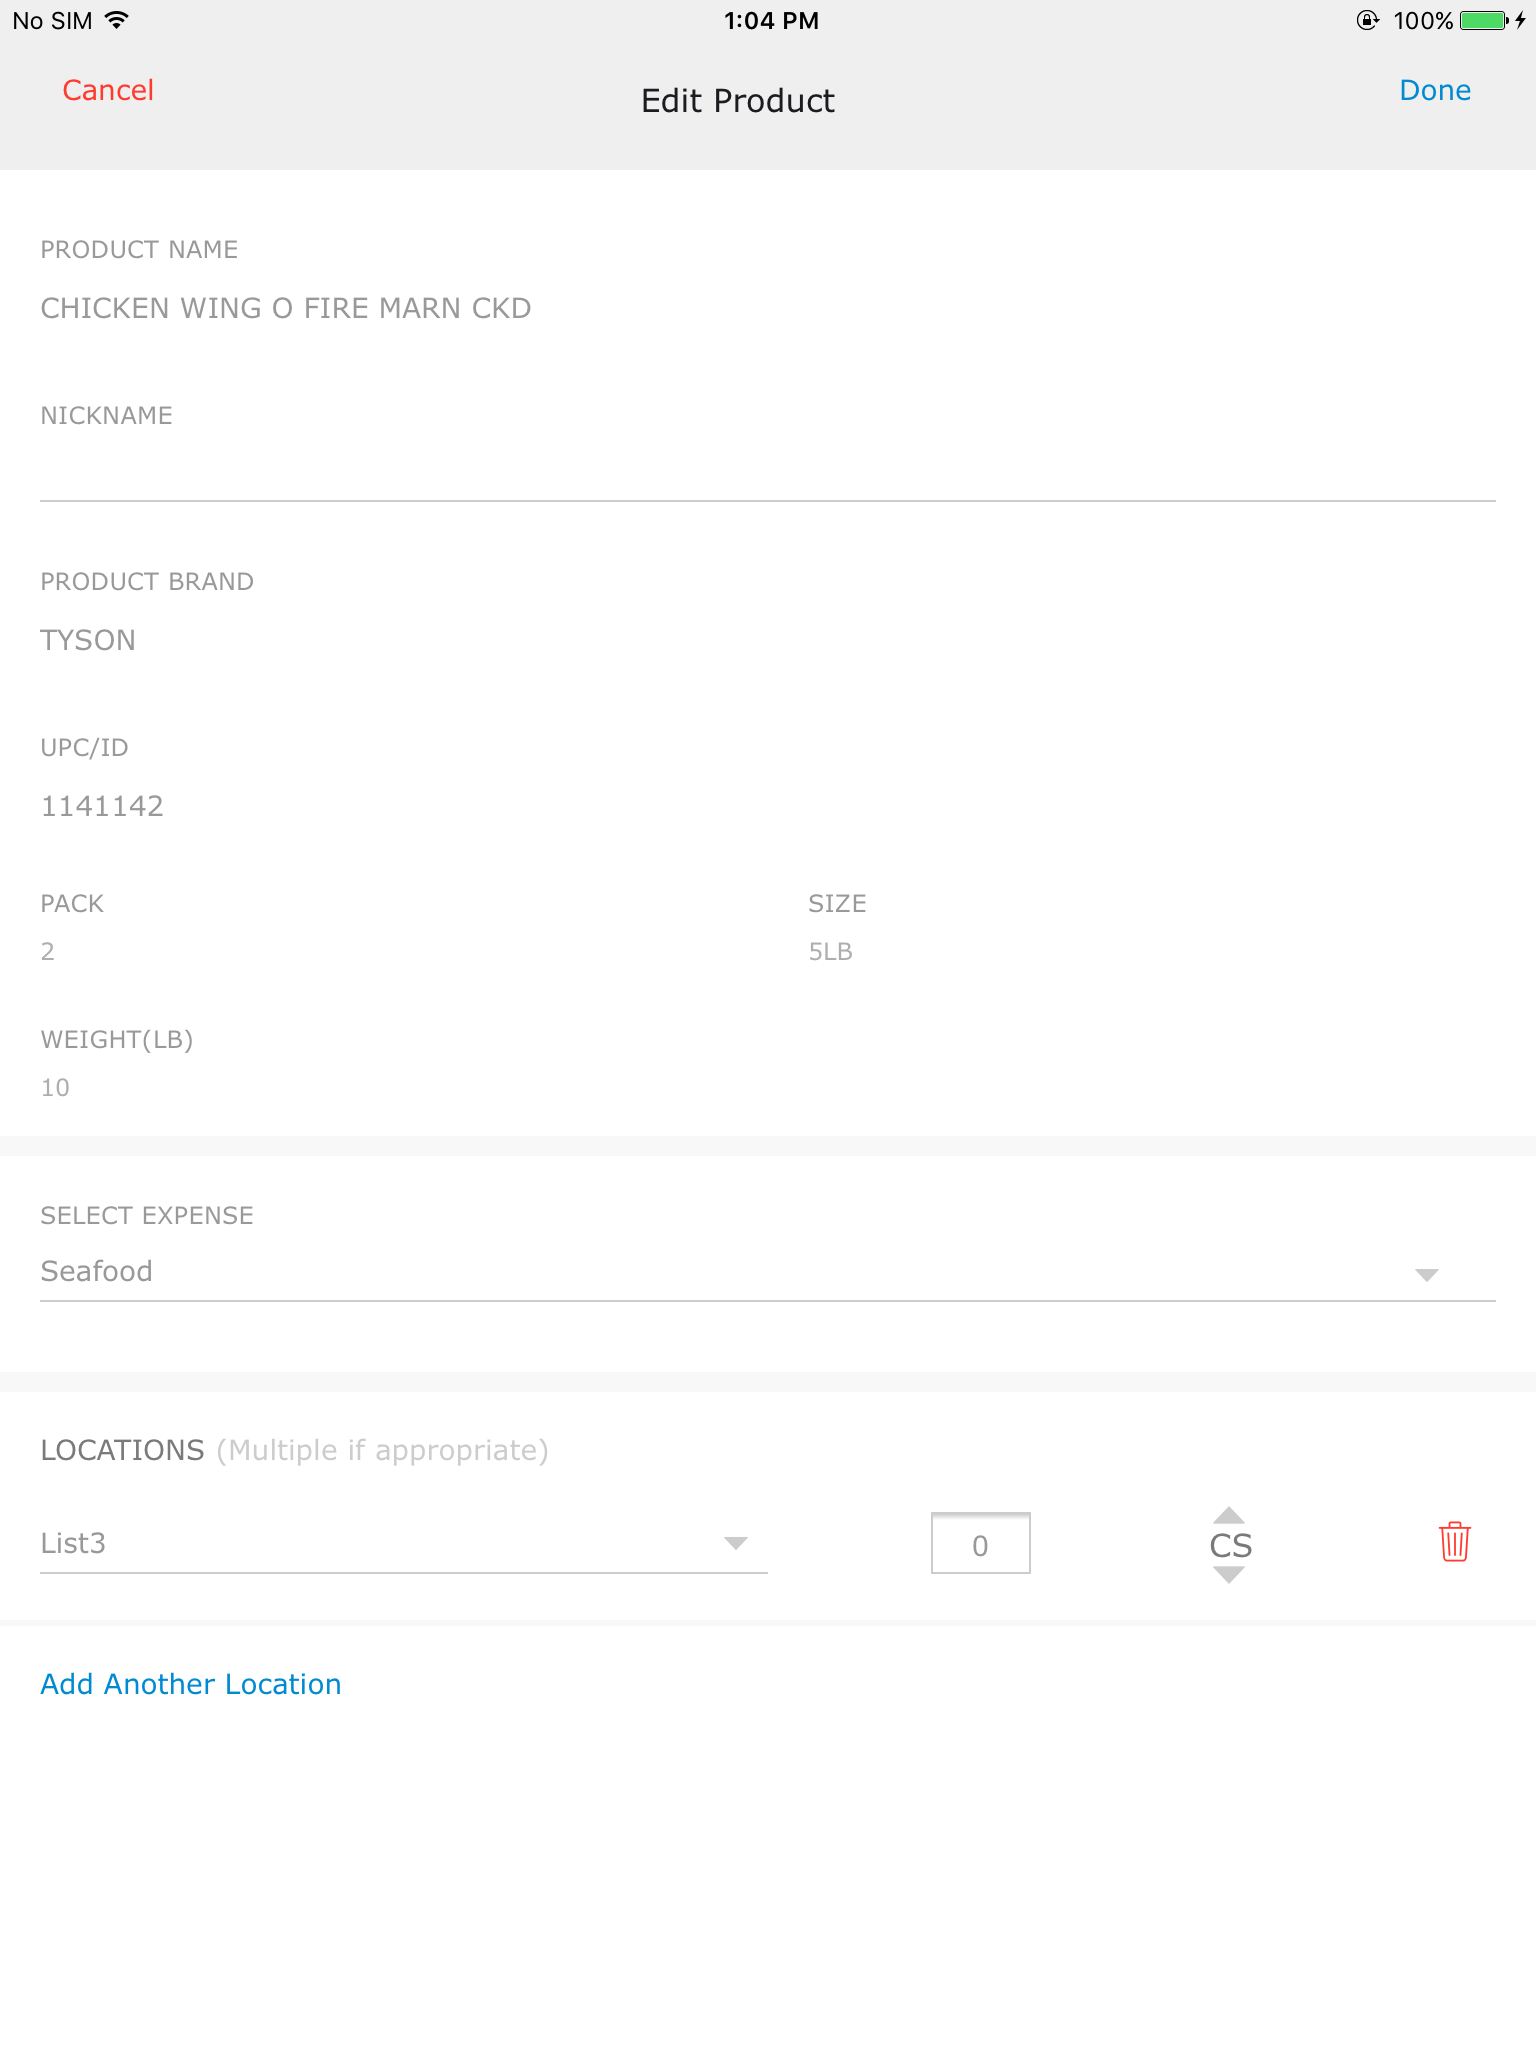 No SIM 1:04 PM 100%
Cancel Edit Product Done
PRODUCT NAME
CHICKEN WING O FIRE MARN CKD
NICKNAME
PRODUCT BRAND
TYSON
UPC/ID
1141142
PACK SIZE
2 5LB
WEIGHT(LB)
10
SELECT EXPENSE
Seafood
LOCATIONS (Multiple if appropriate)
List3 0 CS
Add Another Location